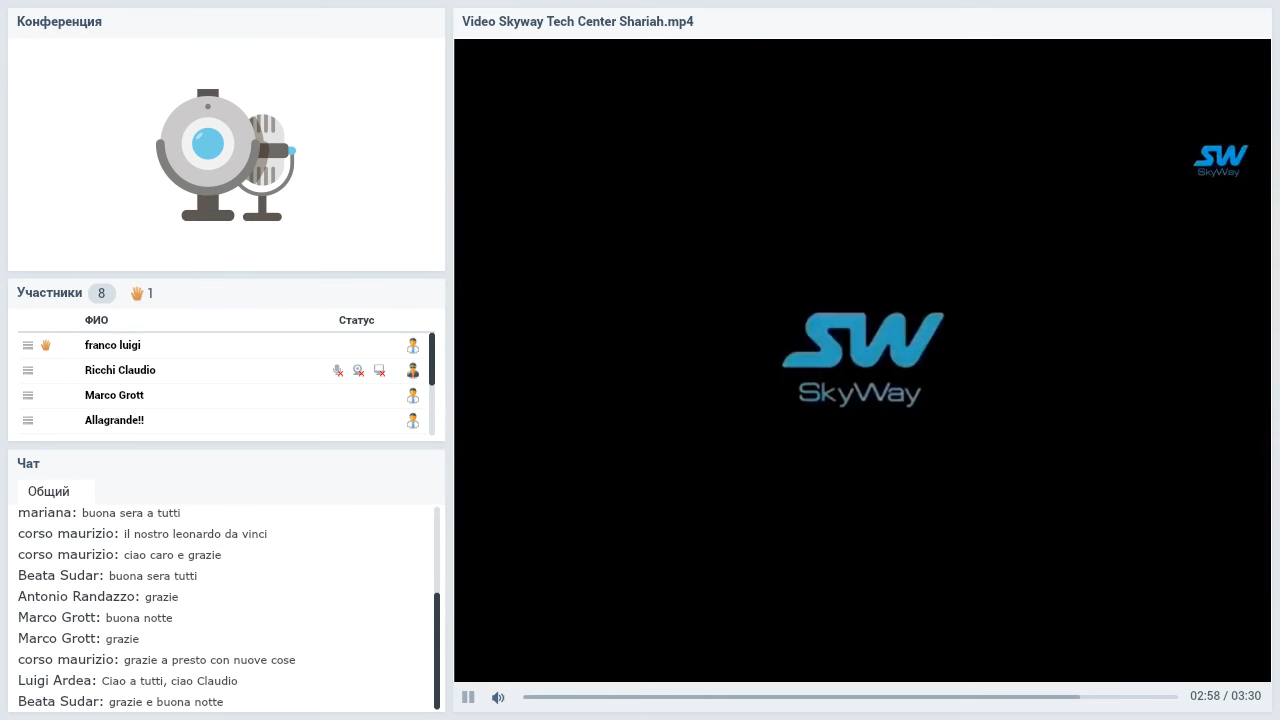 Конференция
Участники 8 1
ФИО Статус
franco luigi
Ricchi Claudio
Marco Grott
Allagrande!!
Чат
Общий
mariana: buona sera a tutti
corso maurizio: il nostro leonardo da vinci
corso maurizio: ciao caro e grazie
Beata Sudar: buona sera tutti
Antonio Randazzo: grazie
Marco Grott: buona notte
Marco Grott: grazie
corso maurizio: grazie a presto con nuove cose
Luigi Ardea: Ciao a tutti, ciao Claudio
Beata Sudar: grazie e buona notte
Video Skyway Tech Center Shariah.mp4
SW
SkyWay
SW
SkyWay
02:58 / 03:30